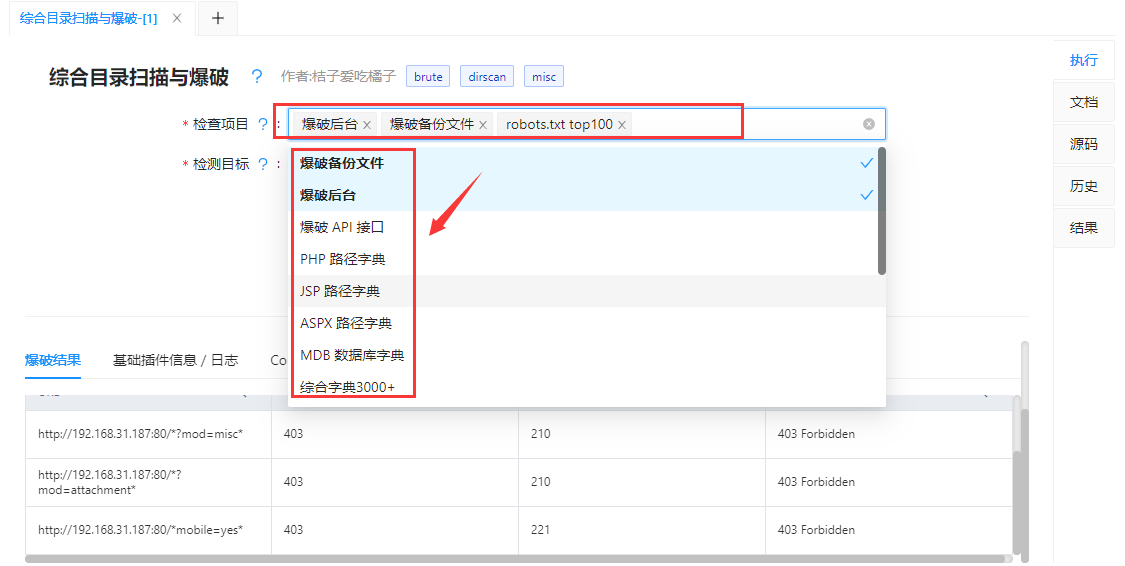 综合目录扫描与爆破-[1] × +
综合目录扫描与爆破 ? 作者:桔子爱吃橘子 brute dirscan misc
* 检查项目 ? : 爆破后台 × 爆破备份文件 × robots.txt top100 ×
* 检测目标 ? :
爆破备份文件
爆破后台
爆破 API 接口
PHP 路径字典
JSP 路径字典
ASPX 路径字典
MDB 数据库字典
综合字典3000+
执行
文档
源码
历史
结果
爆破结果 基础插件信息 / 日志 Co
http://192.168.31.187:80/*?mod=misc* 403 210 403 Forbidden
http://192.168.31.187:80/*?
mod=attachment* 403 210 403 Forbidden
http://192.168.31.187:80/*mobile=yes* 403 221 403 Forbidden